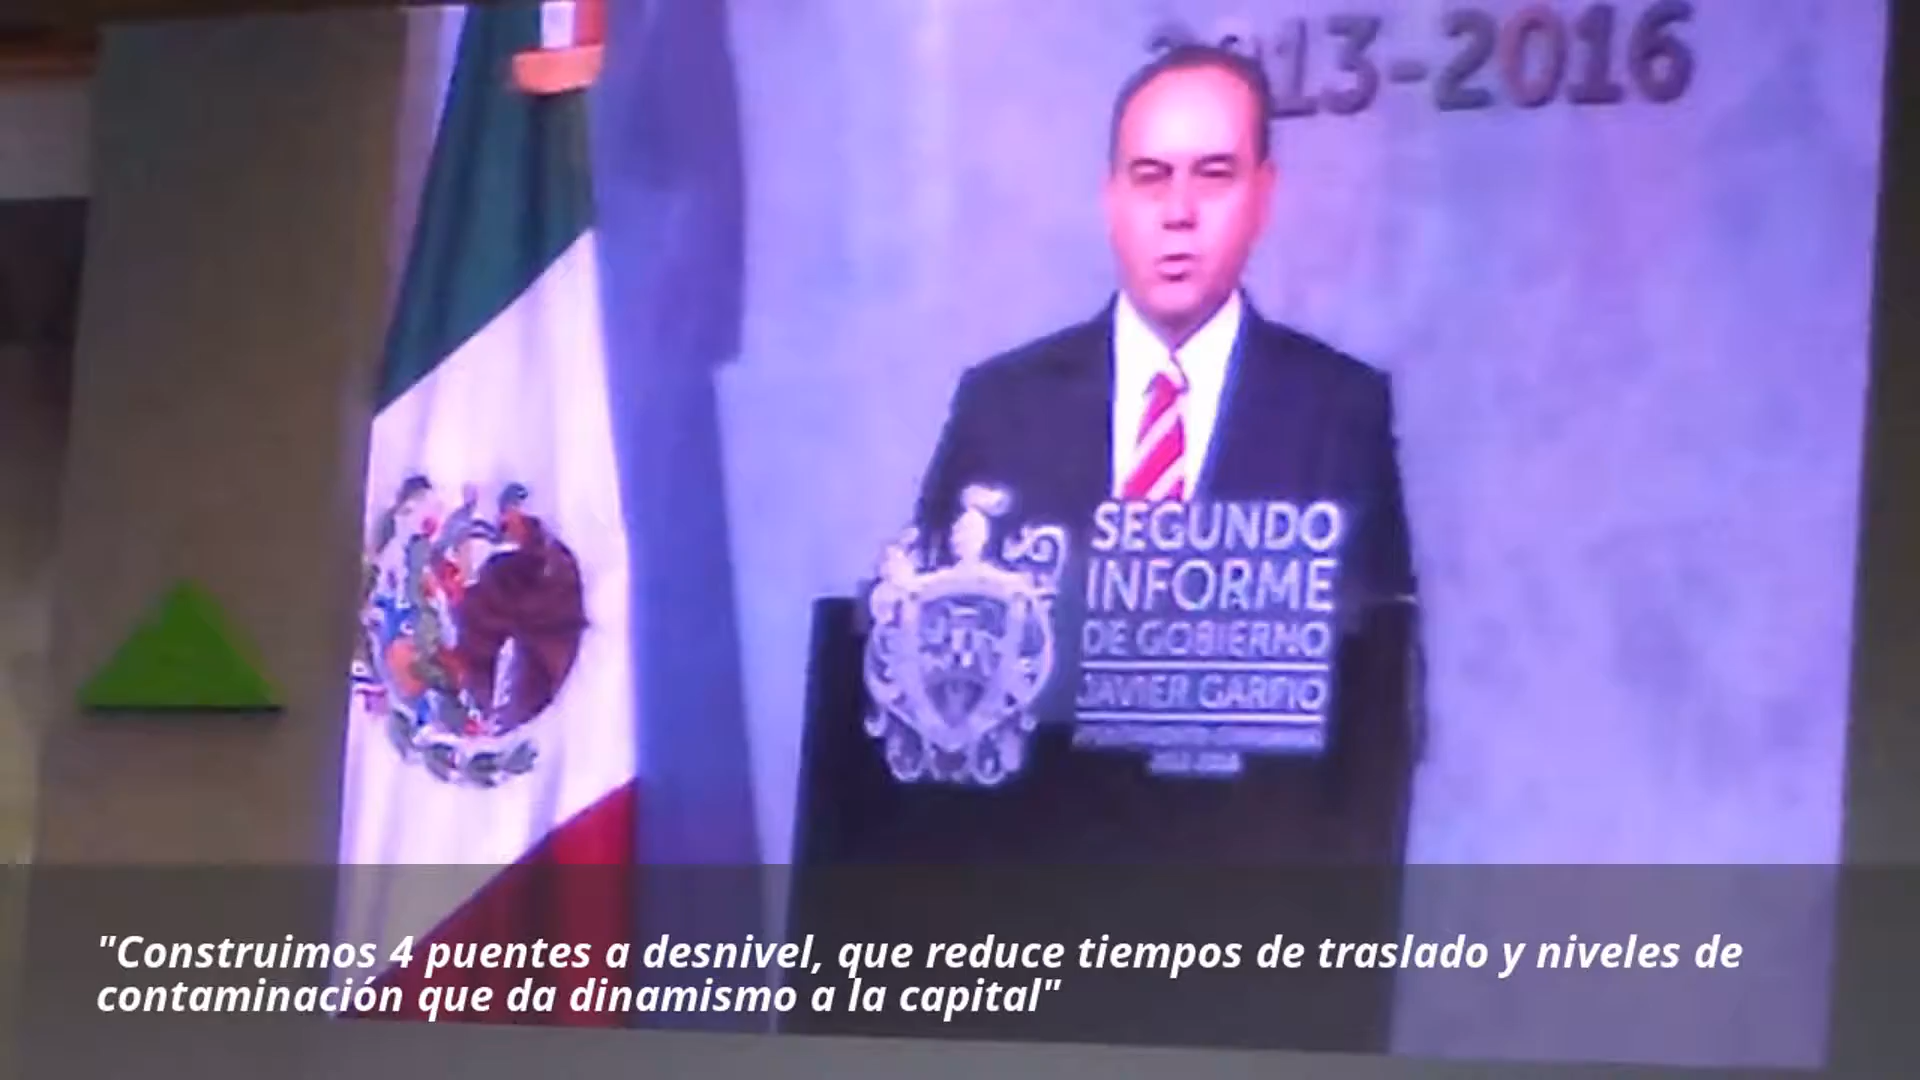 2013-2016
SEGUNDO
INFORME
DE GOBIERNO
JAVIER GARFIO
"Construimos 4 puentes a desnivel, que reduce tiempos de traslado y niveles de
contaminación que da dinamismo a la capital"